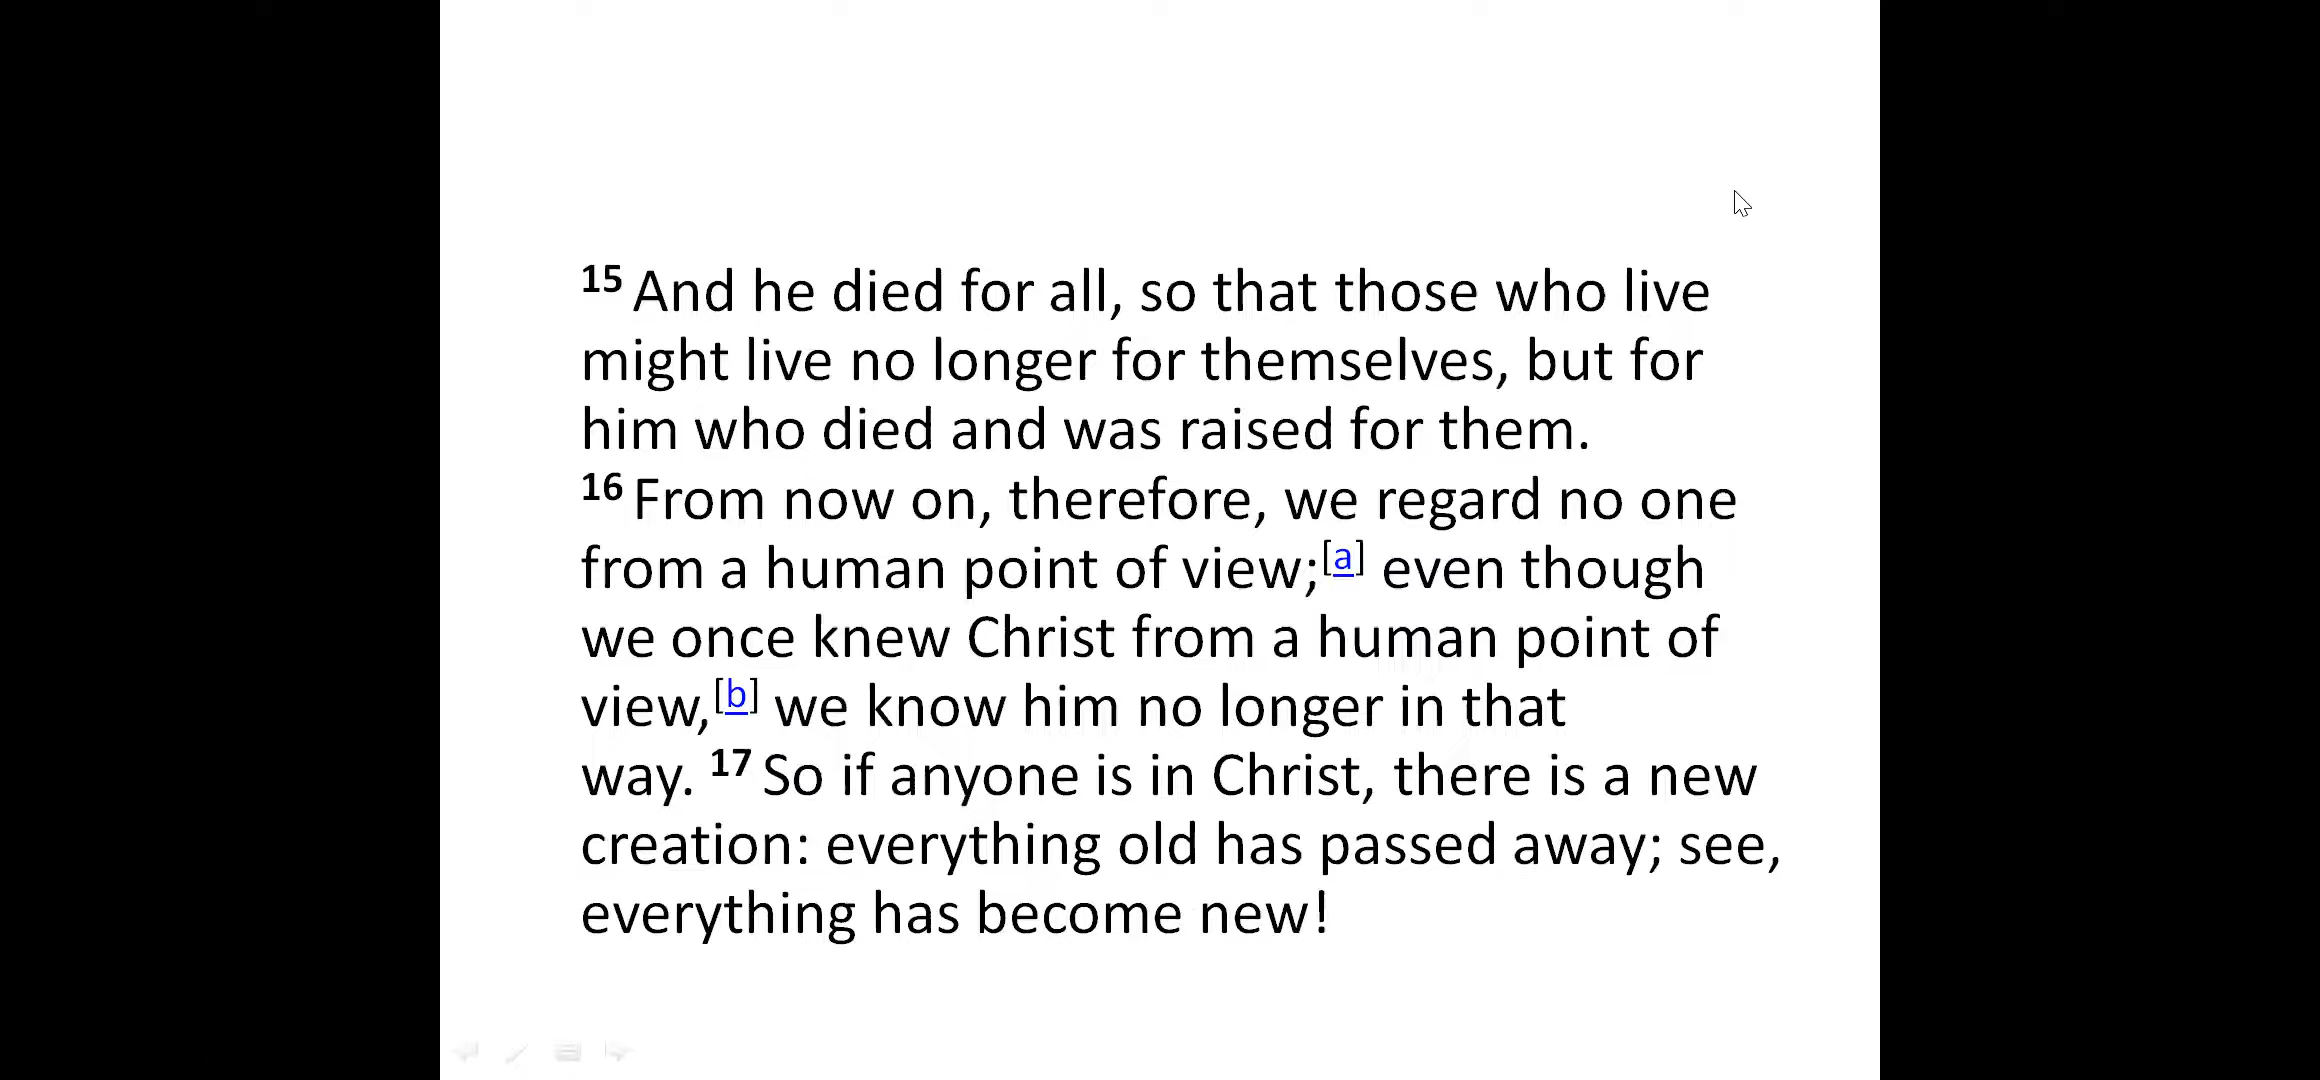 15 And he died for all, so that those who live
might live no longer for themselves, but for
him who died and was raised for them.
16 From now on, therefore, we regard no one
from a human point of view;[a] even though
we once knew Christ from a human point of
view,[b] we know him no longer in that
way. 17 So if anyone is in Christ, there is a new
creation: everything old has passed away; see,
everything has become new!